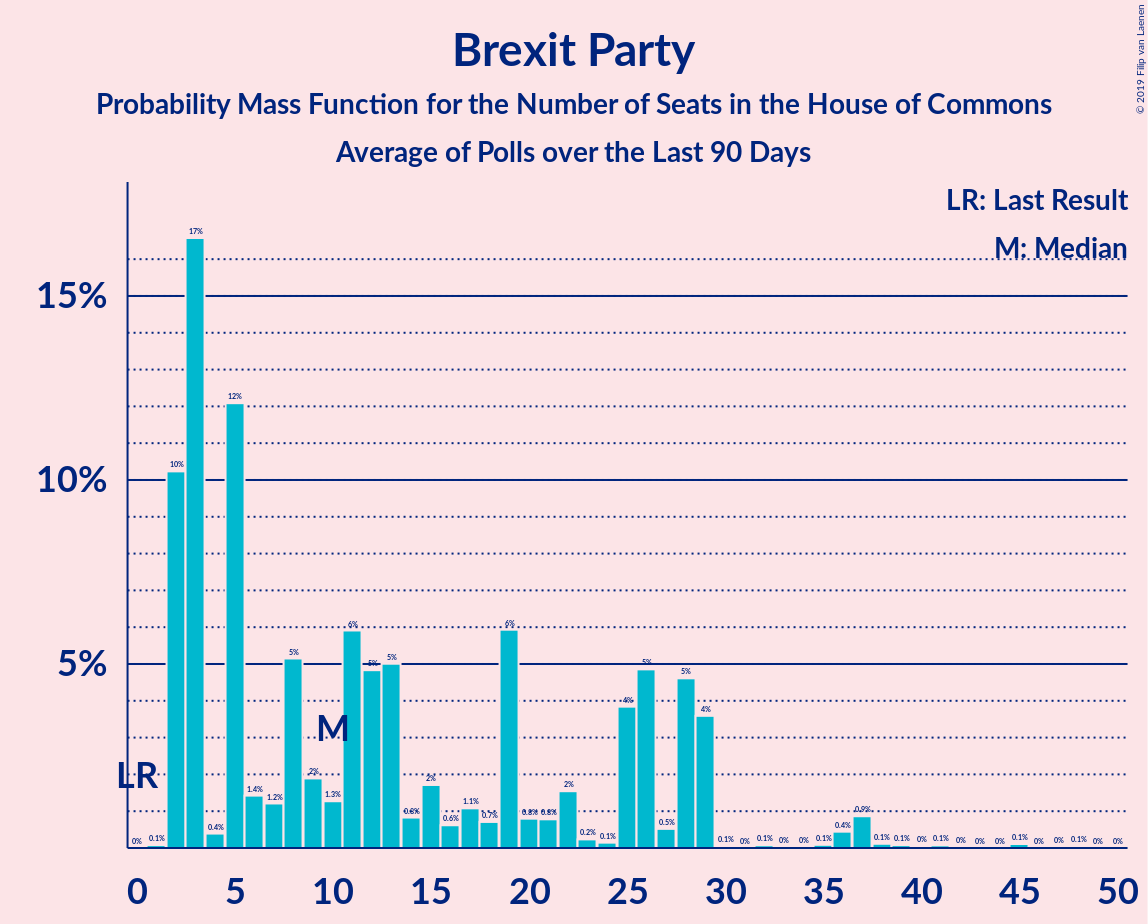 Brexit Party
Probability Mass Function for the Number of Seats in the House of Commons
Average of Polls over the Last 90 Days
© 2019 Filip van Laenen
LR: Last Result
M: Median
15%
10%
5%
LR
M
0% 0.1% 10% 17% 0.4% 12% 1.4% 1.2% 5% 2% 1.3% 6% 5% 5% 0.8% 2% 0.6% 1.1% 0.7% 6% 0.8% 0.8% 2% 0.2% 0.1% 4% 5% 0.5% 5% 4% 0.1% 0% 0.1% 0% 0% 0.1% 0.4% 0.9% 0.1% 0.1% 0% 0.1% 0% 0% 0% 0.1% 0% 0% 0.1% 0% 0%
0 5 10 15 20 25 30 35 40 45 50